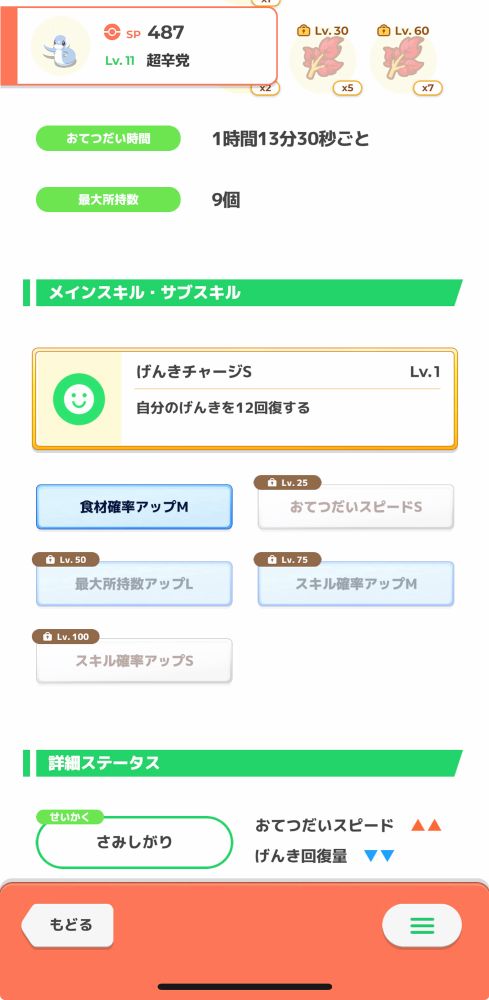 x1
SP 487
Lv.11 超辛党
Lv.30
Lv.60
x2
x5
x7
おてつだい時間
1時間13分30秒ごと
最大所持数
9個
メインスキル・サブスキル
げんきチャージS Lv.1
自分のげんきを12回復する
食材確率アップM
Lv.25
おてつだいスピードS
Lv.50
最大所持数アップL
Lv.75
スキル確率アップM
Lv.100
スキル確率アップS
詳細ステータス
せいかく
さみしがり
おてつだいスピード ▲▲
げんき回復量 ▼▼
もどる